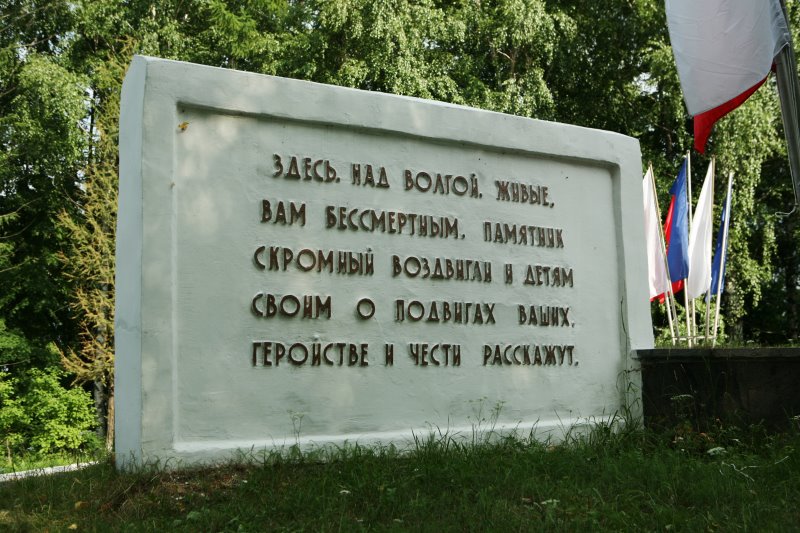 ЗДЕСЬ, НАД ВОЛГОЙ, ЖИВЫЕ,
ВАМ БЕССМЕРТНЫМ, ПАМЯТНИК
СКРОМНЫЙ ВОЗДВИГЛИ И ДЕТЯМ
СВОИМ О ПОДВИГАХ ВАШИХ,
ГЕРОЙСТВЕ И ЧЕСТИ РАССКАЖУТ.